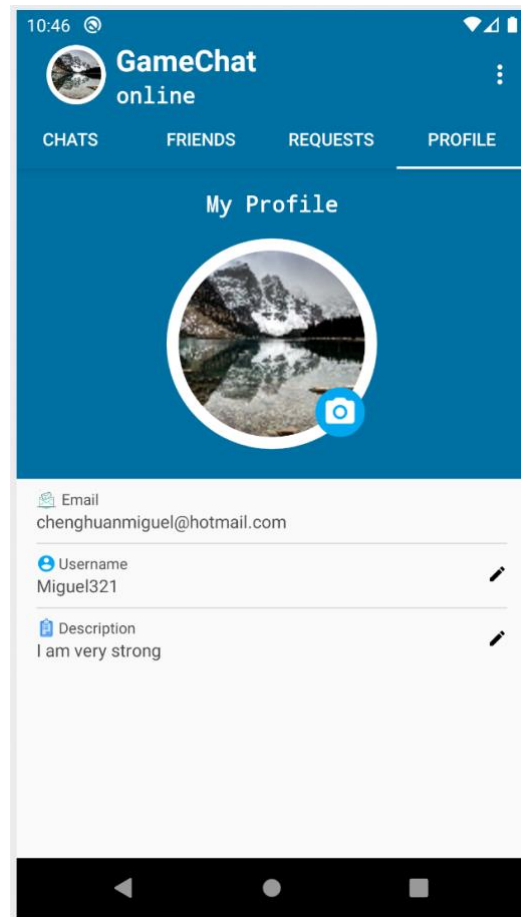 10:46
GameChat
online
CHATS FRIENDS REQUESTS PROFILE
My Profile
Email
chenghuanmiguel@hotmail.com
Username
Miguel321
Description
I am very strong